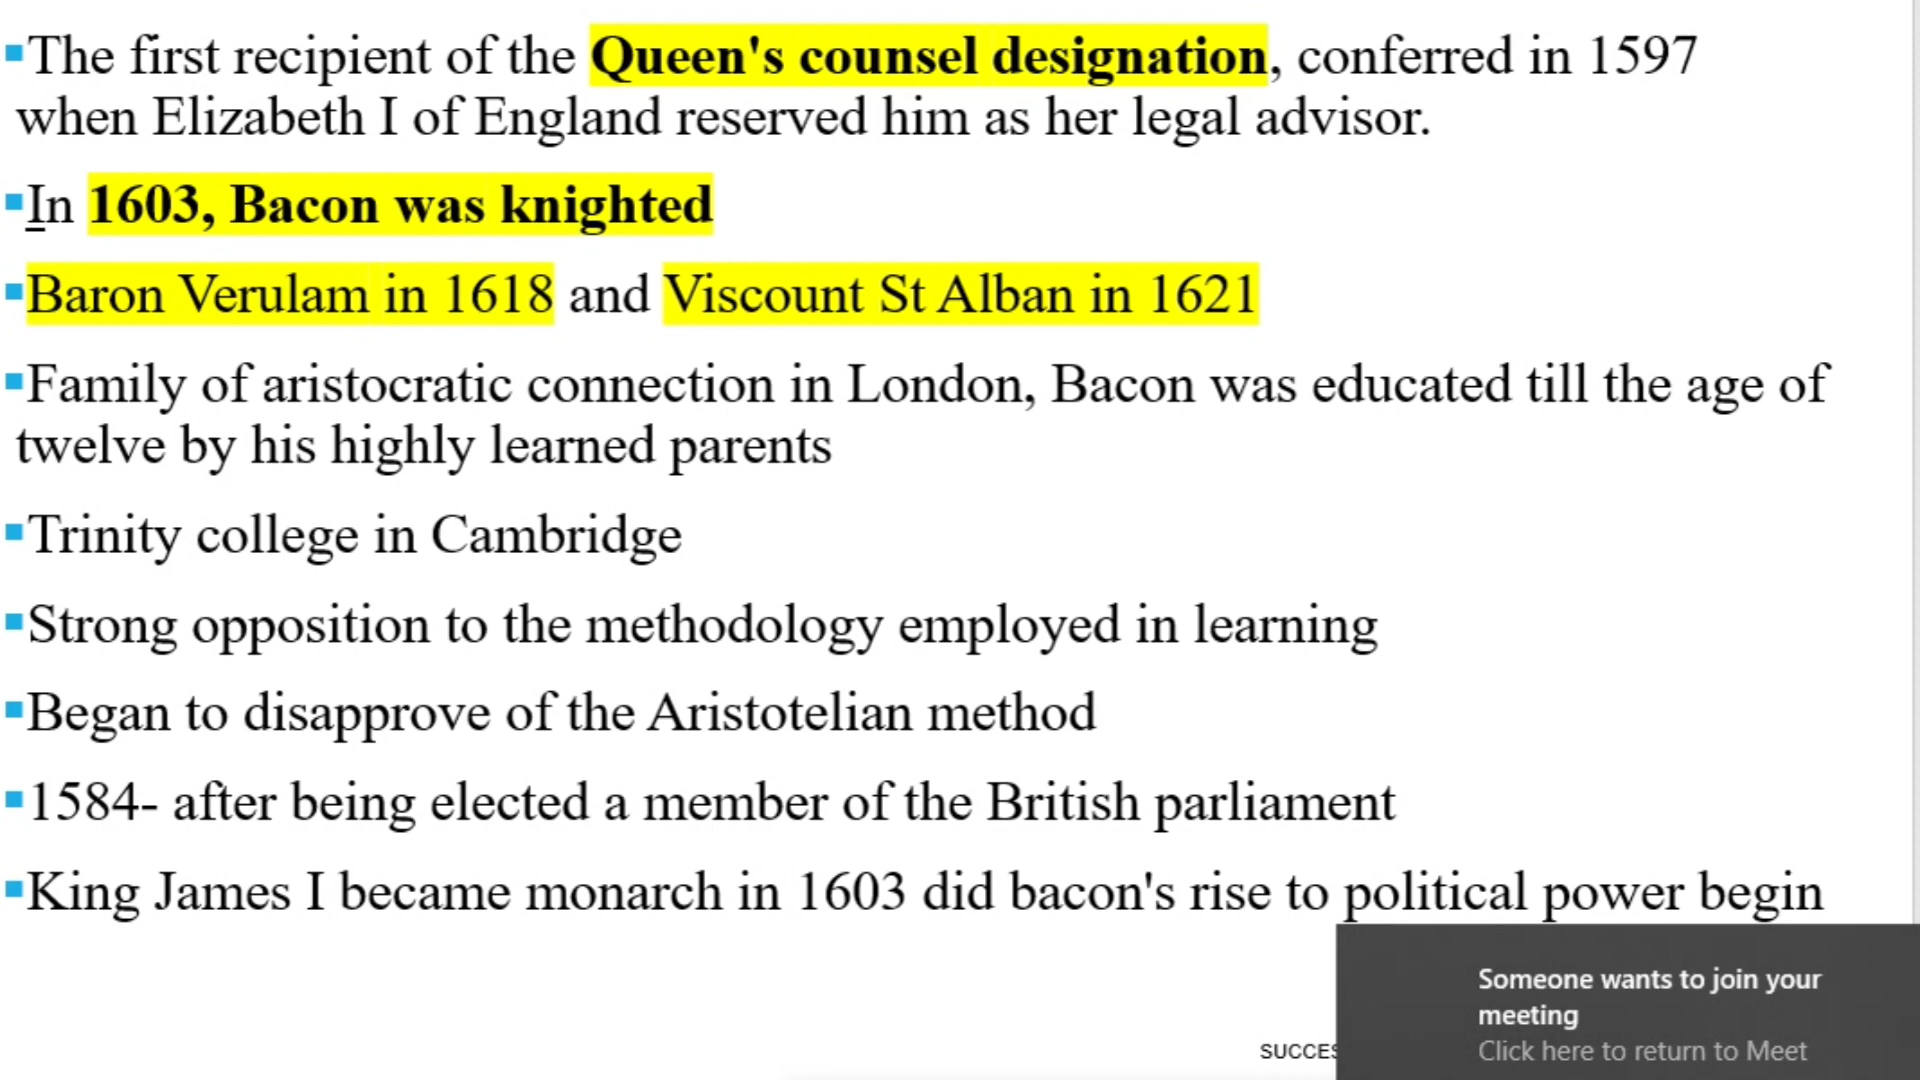 The first recipient of the Queen's counsel designation, conferred in 1597
when Elizabeth I of England reserved him as her legal advisor.
In 1603, Bacon was knighted
Baron Verulam in 1618 and Viscount St Alban in 1621
Family of aristocratic connection in London, Bacon was educated till the age of
twelve by his highly learned parents
Trinity college in Cambridge
Strong opposition to the methodology employed in learning
Began to disapprove of the Aristotelian method
1584- after being elected a member of the British parliament
King James I became monarch in 1603 did bacon's rise to political power begin
Someone wants to join your
meeting
Click here to return to Meet